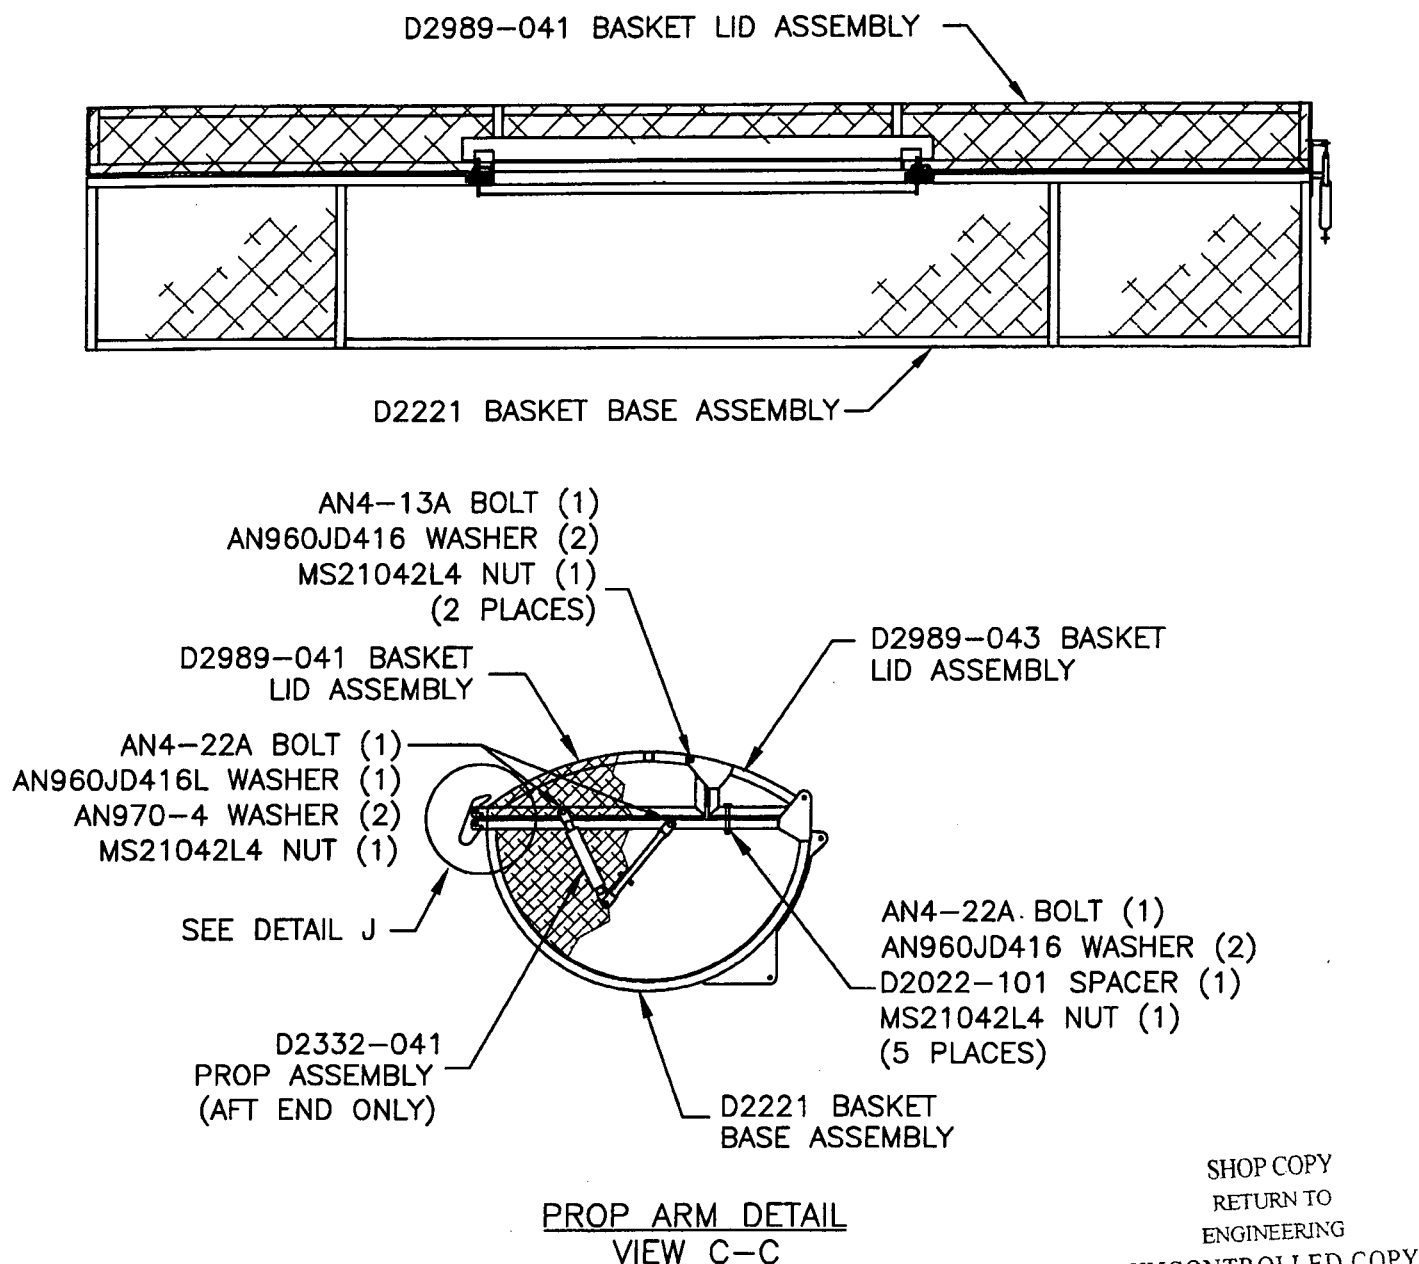 D2989-041 BASKET LID ASSEMBLY
D2221 BASKET BASE ASSEMBLY
AN4-13A BOLT (1)
AN960JD416 WASHER (2)
MS21042L4 NUT (1)
(2 PLACES)
D2989-041 BASKET
LID ASSEMBLY
D2989-043 BASKET
LID ASSEMBLY
AN4-22A BOLT (1)
AN960JD416L WASHER (1)
AN970-4 WASHER (2)
MS21042L4 NUT (1)
SEE DETAIL J
AN4-22A BOLT (1)
AN960JD416 WASHER (2)
D2022-101 SPACER (1)
MS21042L4 NUT (1)
(5 PLACES)
D2332-041
PROP ASSEMBLY
(AFT END ONLY)
D2221 BASKET
BASE ASSEMBLY
PROP ARM DETAIL
VIEW C-C
SHOP COPY
RETURN TO
ENGINEERING
COPY